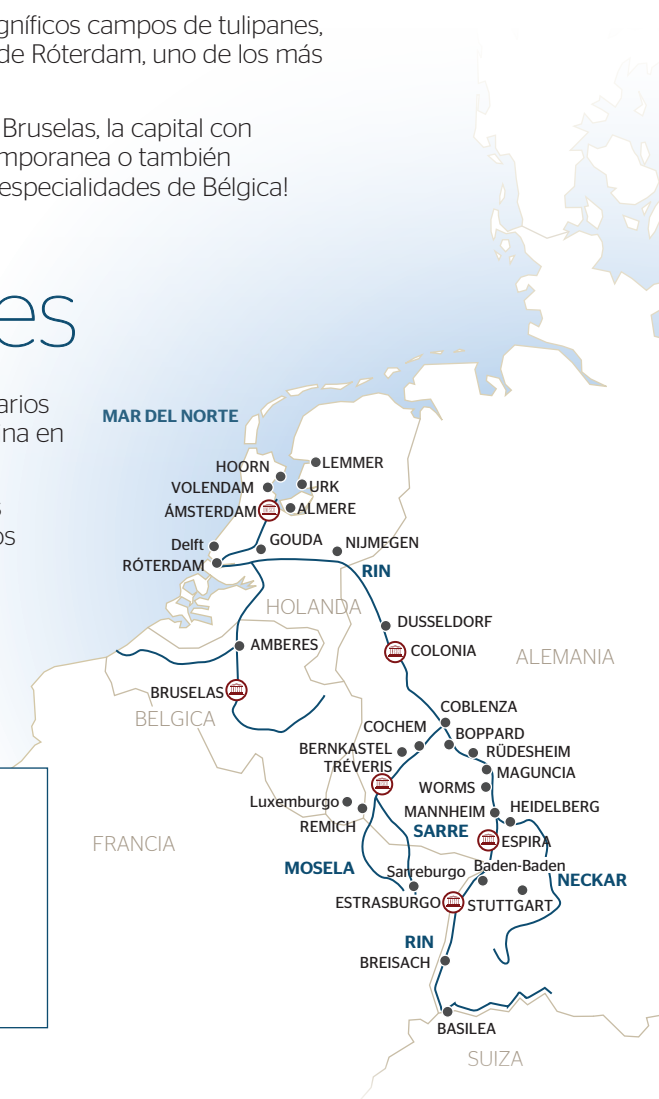 gníficos campos de tulipanes,
de Róterdam, uno de los más
Bruselas, la capital con
mporanea o también
especialidades de Bélgica!
es
arios
na en
s
os
MAR DEL NORTE
HOORN
LEMMER
VOLENDAM
URK
ÁMSTERDAM
ALMERE
Delft
GOUDA
NIJMEGEN
RÓTERDAM
RIN
HOLANDA
DUSSELDORF
AMBERES
COLONIA
ALEMANIA
BRUSELAS
BELGICA
COBLENZA
COCHEM
BOPPARD
BERNKASTEL
RÜDESHEIM
TRÉVERIS
MAGUNCIA
WORMS
Luxemburgo
MANNHEIM
HEIDELBERG
REMICH
SARRE
ESPIRA
FRANCIA
MOSELA
Sarreburgo
Baden-Baden
NECKAR
ESTRASBURGO
STUTTGART
RIN
BREISACH
BASILEA
SUIZA